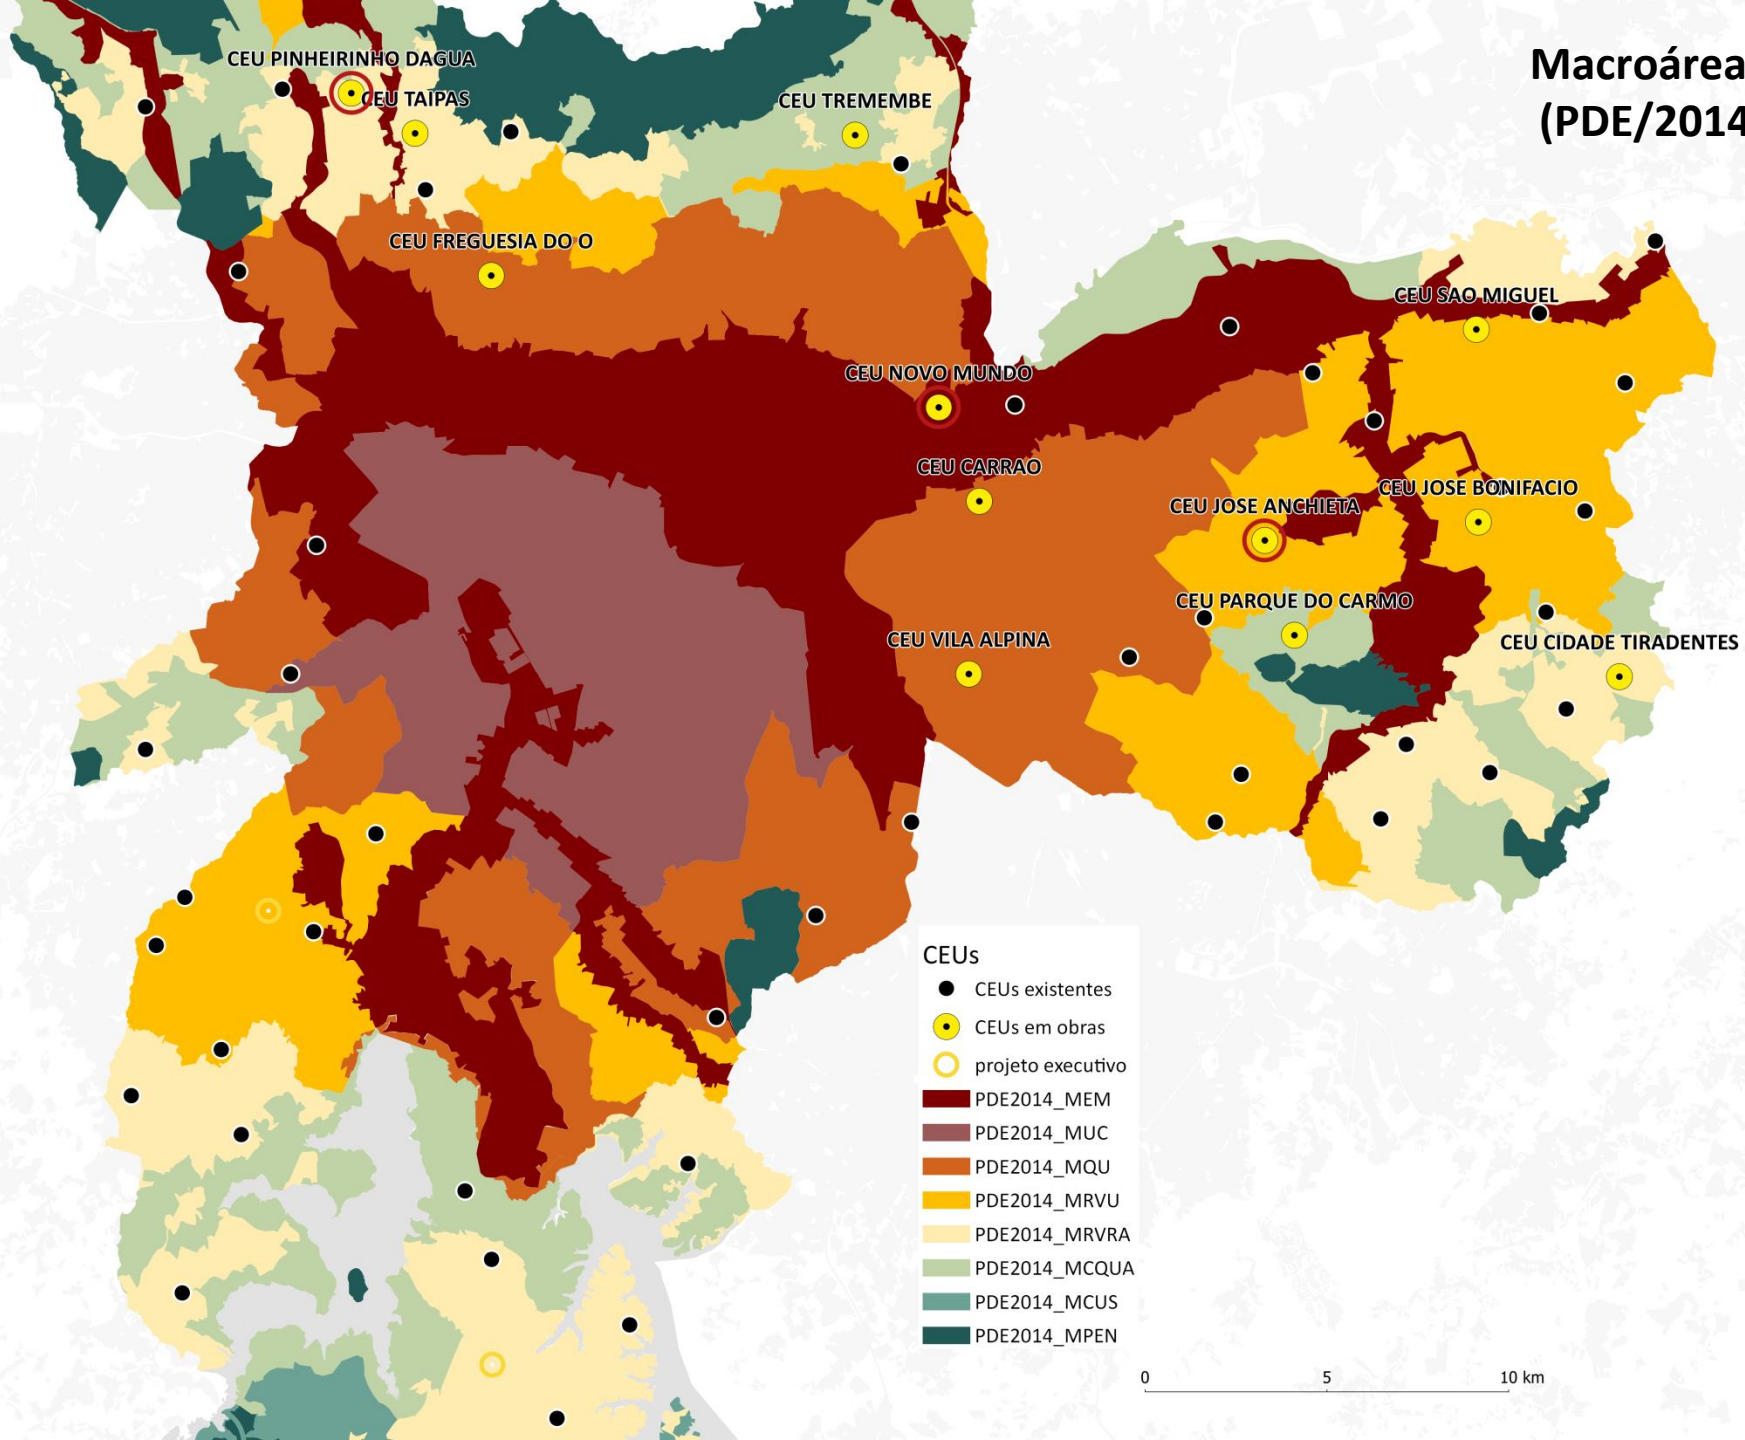 Macroárea
(PDE/2014
CEU PINHEIRINHO DAGUA
CEU TAIPAS
CEU TREMEMBE
CEU FREGUESIA DO O
CEU SAO MIGUEL
CEU NOVO MUNDO
CEU CARRAO
CEU JOSE BONIFACIO
CEU JOSE ANCHIETA
CEU PARQUE DO CARMO
CEU VILA ALPINA
CEU CIDADE TIRADENTES
CEUs
CEUs existentes
CEUs em obras
projeto executivo
PDE2014_MEM
PDE2014_MUC
PDE2014_MQU
PDE2014_MRVU
PDE2014_MRVRA
PDE2014_MCQUA
PDE2014_MCUS
PDE2014_MPEN
0 5 10 km